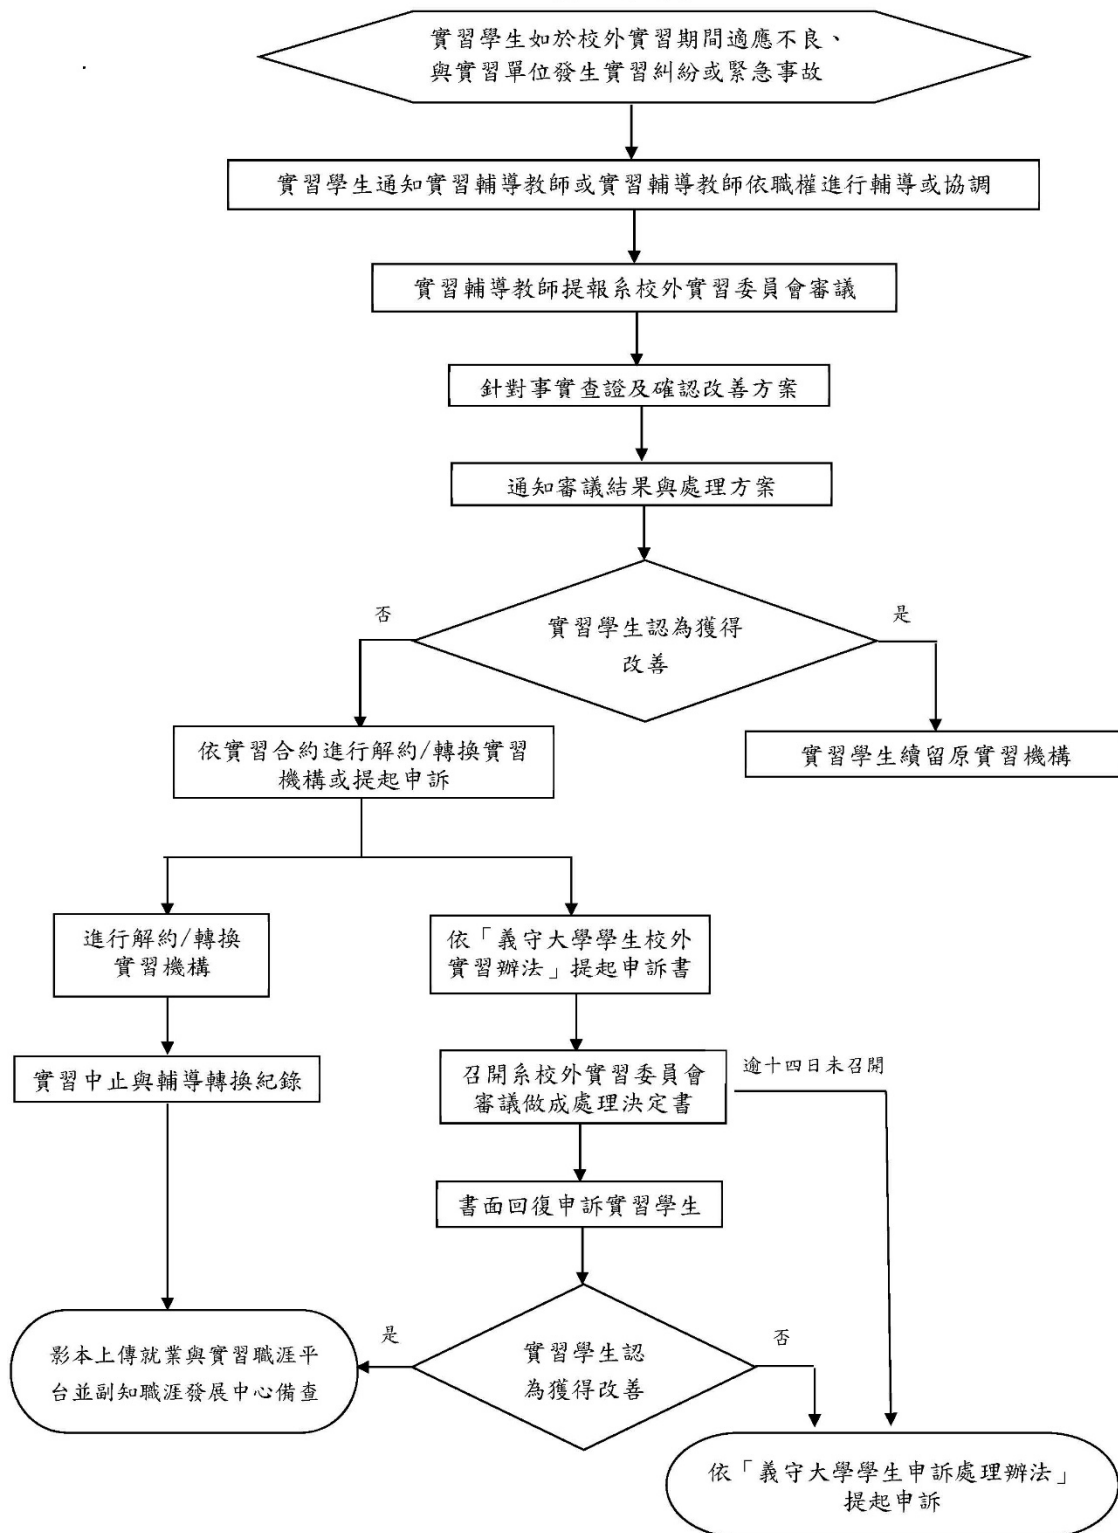 實習學生如於校外實習期間適應不良、
與實習單位發生實習糾紛或緊急事故
實習學生通知實習輔導教師或實習輔導教師依職權進行輔導或協調
實習輔導教師提報系校外實習委員會審議
針對事實查證及確認改善方案
通知審議結果與處理方案
否
是
實習學生認為獲得
改善
依實習合約進行解約/轉換實習
機構或提起申訴
實習學生續留原實習機構
進行解約/轉換
實習機構
依「義守大學學生校外
實習辦法」提起申訴書
實習中止與輔導轉換紀錄
召開系校外實習委員會
審議做成處理決定書
逾十四日未召開
書面回復申訴實習學生
影本上傳就業與實習職涯平
台並副知職涯發展中心備查
是
實習學生認
為獲得改善
否
依「義守大學學生申訴處理辦法」
提起申訴